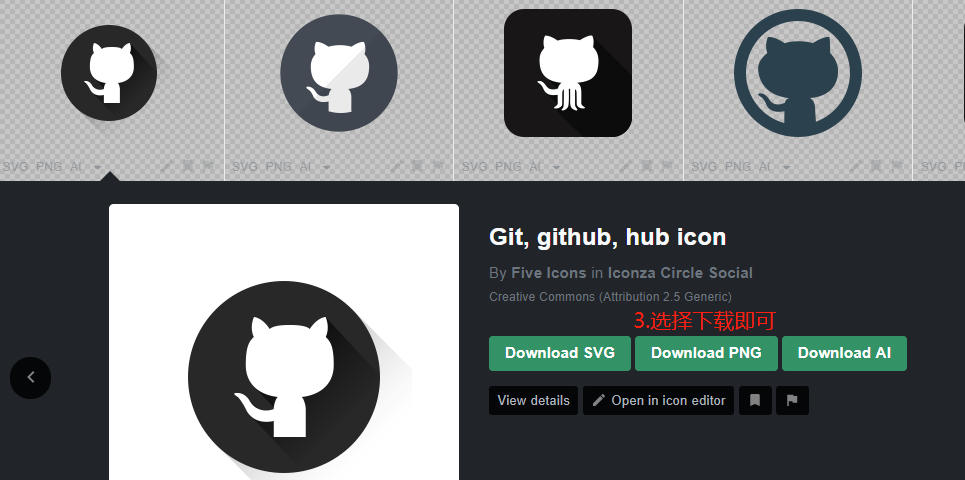 SVG PNG AI
SVG PNG AI
SVG PNG AI
SVG PNG AI
SVG PNG
Git, github, hub icon
By Five Icons in Iconza Circle Social
Creative Commons (Attribution 2.5 Generic)
3.选择下载即可
Download SVG
Download PNG
Download AI
View details
Open in icon editor